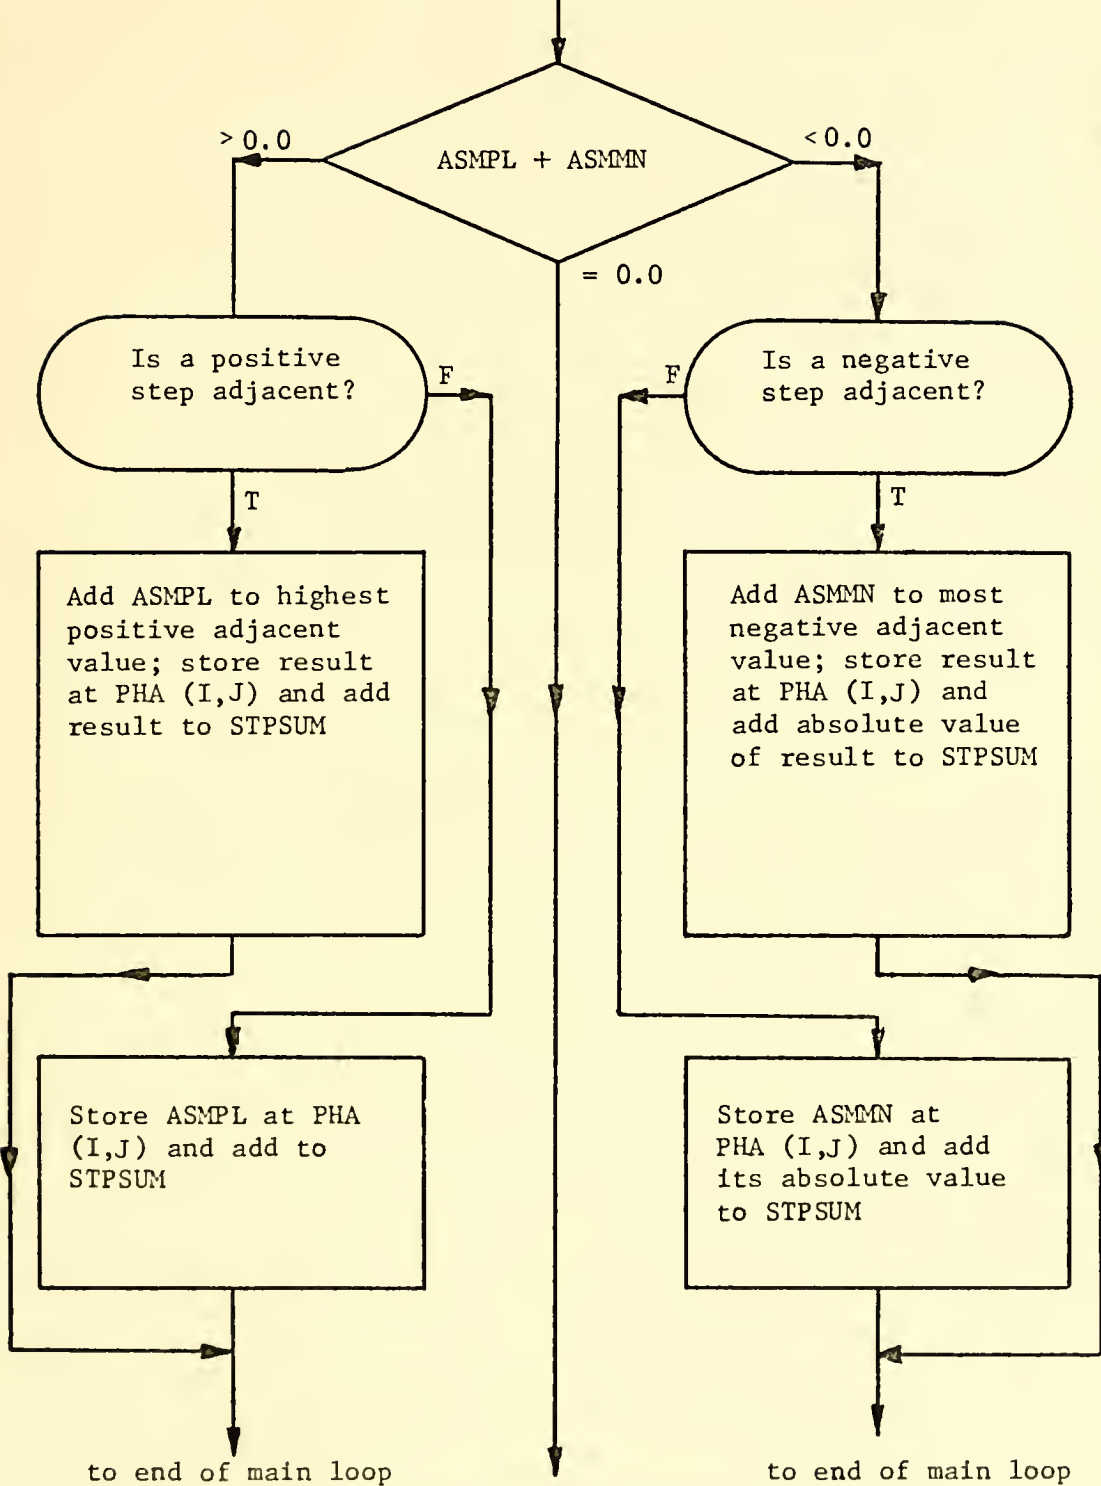 > 0.0
ASMPL + ASMMN
< 0.0
= 0.0
Is a positive
step adjacent?
F
T
Is a negative
step adjacent?
F
T
Add ASMPL to highest
positive adjacent
value; store result
at PHA (I,J) and add
result to STPSUM
Add ASMMN to most
negative adjacent
value; store result
at PHA (I,J) and
add absolute value
of result to STPSUM
Store ASMPL at PHA
(I,J) and add to
STPSUM
Store ASMMN at
PHA (I,J) and add
its absolute value
to STPSUM
to end of main loop
to end of main loop